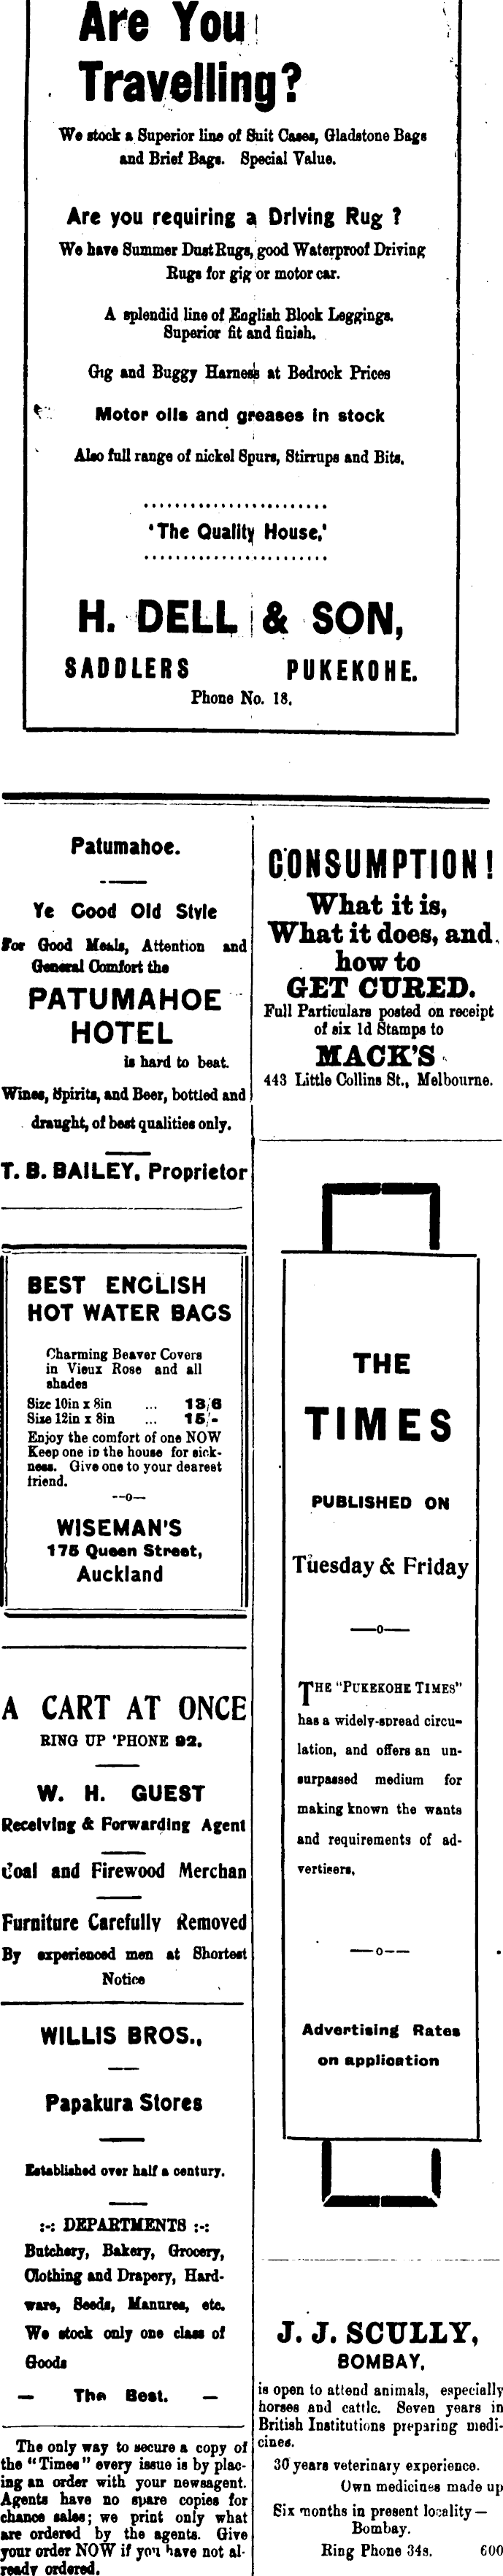 Are You
Travelling?
We stock a Superior line of Suit Cases, Gladstone Bags
and Brief Bags. Special Value.
Are you requiring a Driving Rug ?
We have Summer Dust Rugs, good Waterproof Driving
Rugs for gig or motor car.
A splendid line of English Block Leggings.
Superior fit and finish.
Gig and Buggy Harness at Bedrock Prices
Motor oils and greases in stock
Also full range of nickel Spurs, Stirrups and Bits.
'The Quality House.'
H. DELL & SON,
SADDLERS PUKEKOHE.
Phone No. 18.
Patumahoe.
Ye Good Old Style
For Good Meals, Attention and
General Comfort the
PATUMAHOE
HOTEL
is hard to beat.
Wines, Spirits, and Beer, bottled and
draught, of best qualities only.
T. B. BAILEY, Proprietor
BEST ENGLISH
HOT WATER BAGS
Charming Beaver Covers
in Vieux Rose and all
shades
Size 10in x 8in ... 13/6
Size 12in x 8in ... 15/-
Enjoy the comfort of one NOW
Keep one in the house for sick-
ness. Give one to your dearest
friend.
--o--
WISEMAN'S
175 Queen Street,
Auckland
A CART AT ONCE
RING UP 'PHONE 92.
W. H. GUEST
Receiving & Forwarding Agent
Coal and Firewood Merchan
Furniture Carefully Removed
By experienced men at Shortest
Notice
WILLIS BROS.,
Papakura Stores
Established over half a century.
:-: DEPARTMENTS :-:
Butchery, Bakery, Grocery,
Clothing and Drapery, Hard-
ware, Seeds, Manures, etc.
We stock only one class of
Goods
— The Best. —
The only way to secure a copy of
the "Times" every issue is by plac-
ing an order with your newsagent.
Agents have no spare copies for
chance sales; we print only what
are ordered by the agents. Give
your order NOW if you have not al-
ready ordered.
CONSUMPTION!
What it is,
What it does, and
how to
GET CURED.
Full Particulars posted on receipt
of six 1d Stamps to
MACK'S
443 Little Collins St., Melbourne.
THE
TIMES
PUBLISHED ON
Tuesday & Friday
—o—
THE "PUKEKOHE TIMES"
has a widely-spread circu-
lation, and offers an un-
surpassed medium for
making known the wants
and requirements of ad-
vertisers,
—o—
Advertising Rates
on application
J. J. SCULLY,
BOMBAY,
is open to attend animals, especially
horses and cattle. Seven years in
British Institutions preparing medi-
cines.
30 years veterinary experience.
Own medicines made up
Six months in present locality—
Bombay.
Ring Phone 34s. 600